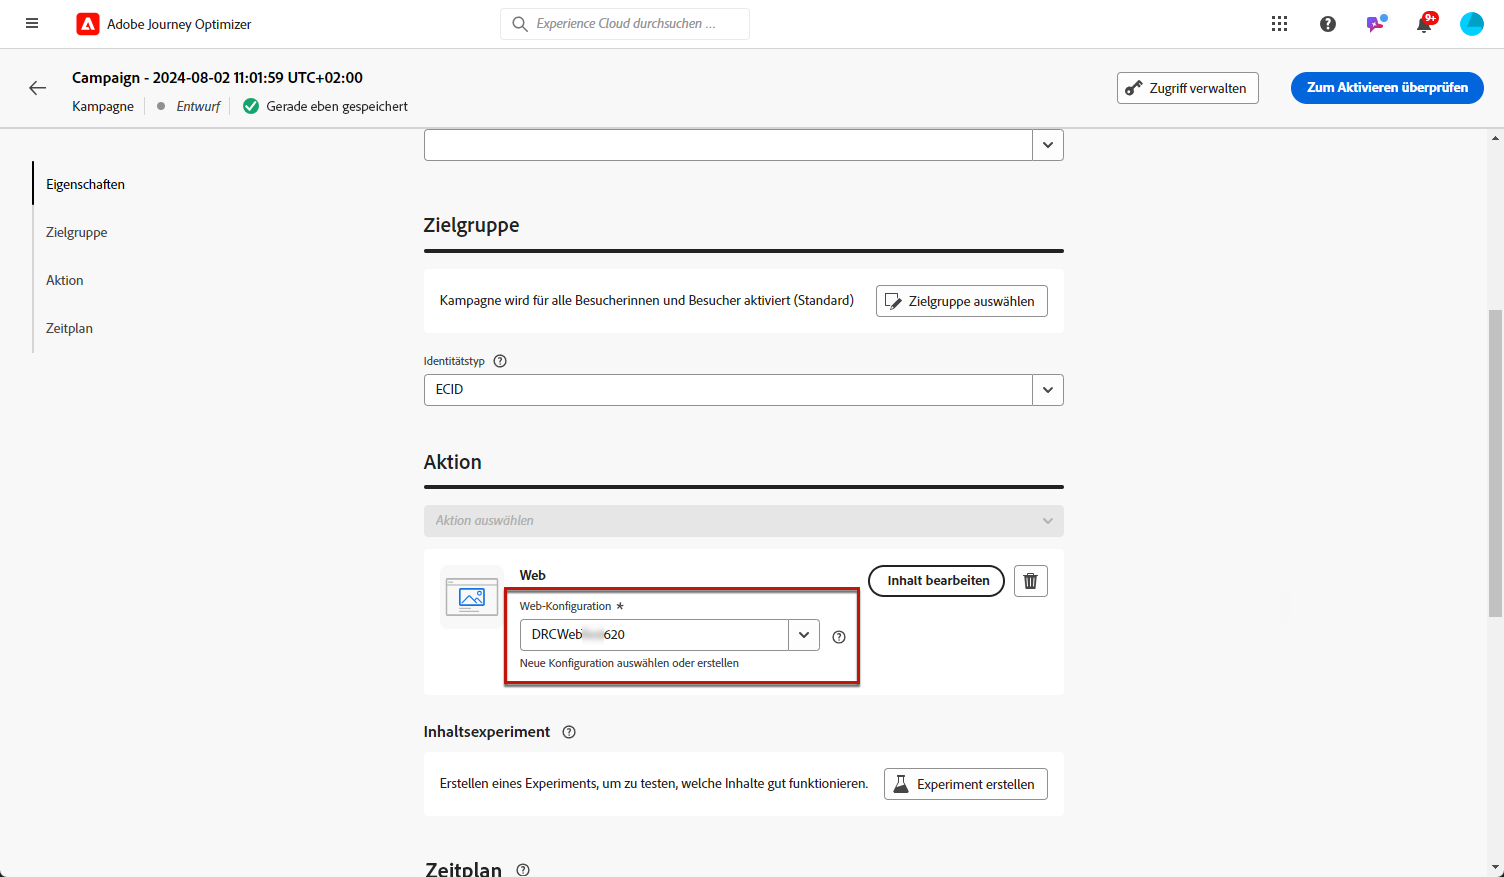 Adobe Journey Optimizer
Experience Cloud durchsuchen ...
9+
Campaign - 2024-08-02 11:01:59 UTC+02:00
Kampagne
Entwurf
Gerade eben gespeichert
Zugriff verwalten
Zum Aktivieren überprüfen
Eigenschaften
Zielgruppe
Aktion
Zeitplan
Zielgruppe
Kampagne wird für alle Besucherinnen und Besucher aktiviert (Standard)
Zielgruppe auswählen
Identitätstyp
ECID
Aktion
Aktion auswählen
Web
Inhalt bearbeiten
Web-Konfiguration *
DRCWeb 620
Neue Konfiguration auswählen oder erstellen
Inhaltsexperiment
Erstellen eines Experiments, um zu testen, welche Inhalte gut funktionieren.
Experiment erstellen
Zeitplan